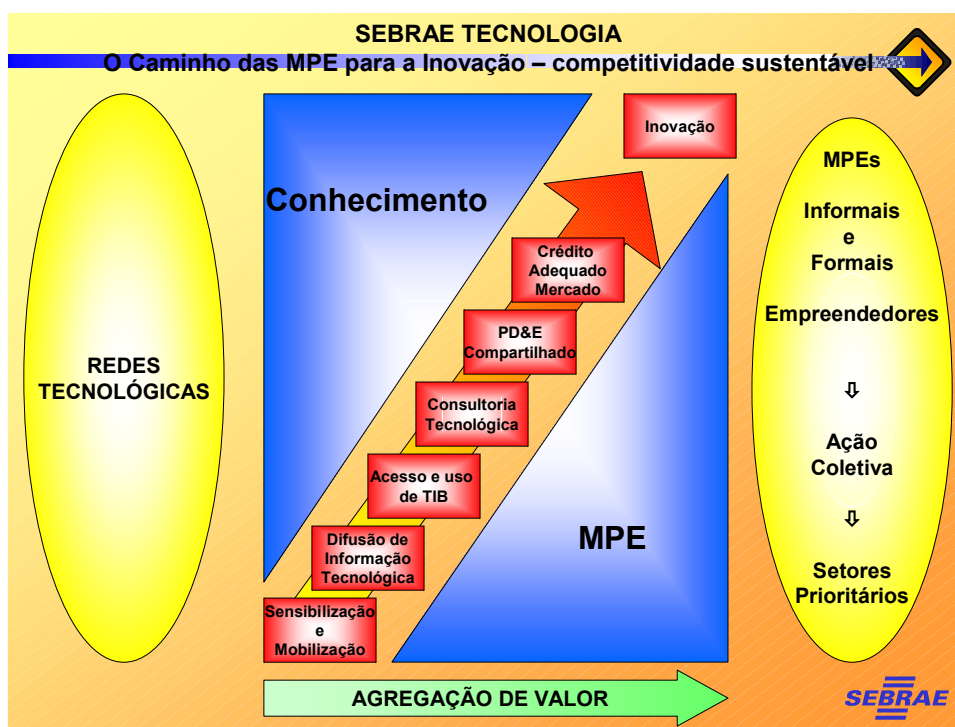 SEBRAE TECNOLOGIA
O Caminho das MPE para a Inovação – competitividade sustentável
REDES
TECNOLÓGICAS
Conhecimento
Inovação
Crédito
Adequado
Mercado
PD&E
Compartilhado
Consultoria
Tecnológica
Acesso e uso
de TIB
Difusão de
Informação
Tecnológica
Sensibilização
e
Mobilização
MPE
MPEs
Informais
e
Formais
Empreendedores
⇩
Ação
Coletiva
⇩
Setores
Prioritários
AGREGAÇÃO DE VALOR
SEBRAE